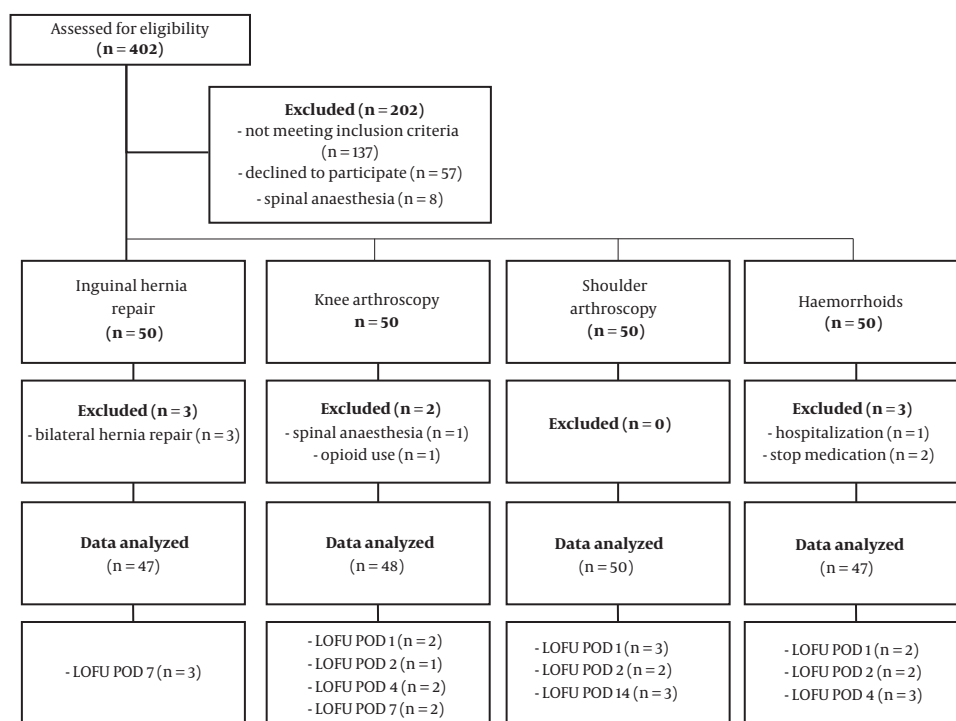 Assessed for eligibility
(n = 402)
Excluded (n = 202)
- not meeting inclusion criteria
(n = 137)
- declined to participate (n = 57)
- spinal anaesthesia (n = 8)
Inguinal hernia
repair
(n = 50)
Knee arthroscopy
n = 50
Shoulder
arthroscopy
(n = 50)
Haemorrhoids
(n = 50)
Excluded (n = 3)
- bilateral hernia repair (n = 3)
Excluded (n = 2)
- spinal anaesthesia (n = 1)
- opioid use (n = 1)
Excluded (n = 0)
Excluded (n = 3)
- hospitalization (n = 1)
- stop medication (n = 2)
Data analyzed
(n = 47)
Data analyzed
(n = 48)
Data analyzed
(n = 50)
Data analyzed
(n = 47)
- LOFU POD 7 (n = 3)
- LOFU POD 1 (n = 2)
- LOFU POD 2 (n = 1)
- LOFU POD 4 (n = 2)
- LOFU POD 7 (n = 2)
- LOFU POD 1 (n = 3)
- LOFU POD 2 (n = 2)
- LOFU POD 14 (n = 3)
- LOFU POD 1 (n = 2)
- LOFU POD 2 (n = 2)
- LOFU POD 4 (n = 3)